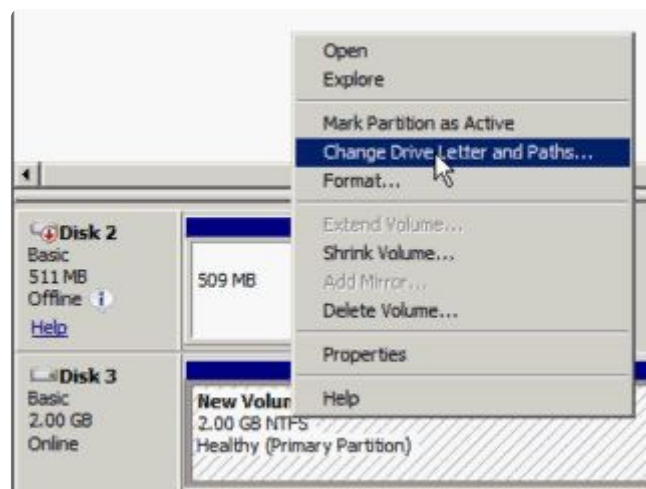 Open
Explore
Mark Partition as Active
Change Drive Letter and Paths...
Format...
Extend Volume...
Shrink Volume...
Add Mirror...
Delete Volume...
Properties
Help
Disk 2
Basic
511 MB
Offline
Help
509 MB
Disk 3
Basic
2.00 GB
Online
New Volum
2.00 GB NTFS
Healthy (Primary Partition)